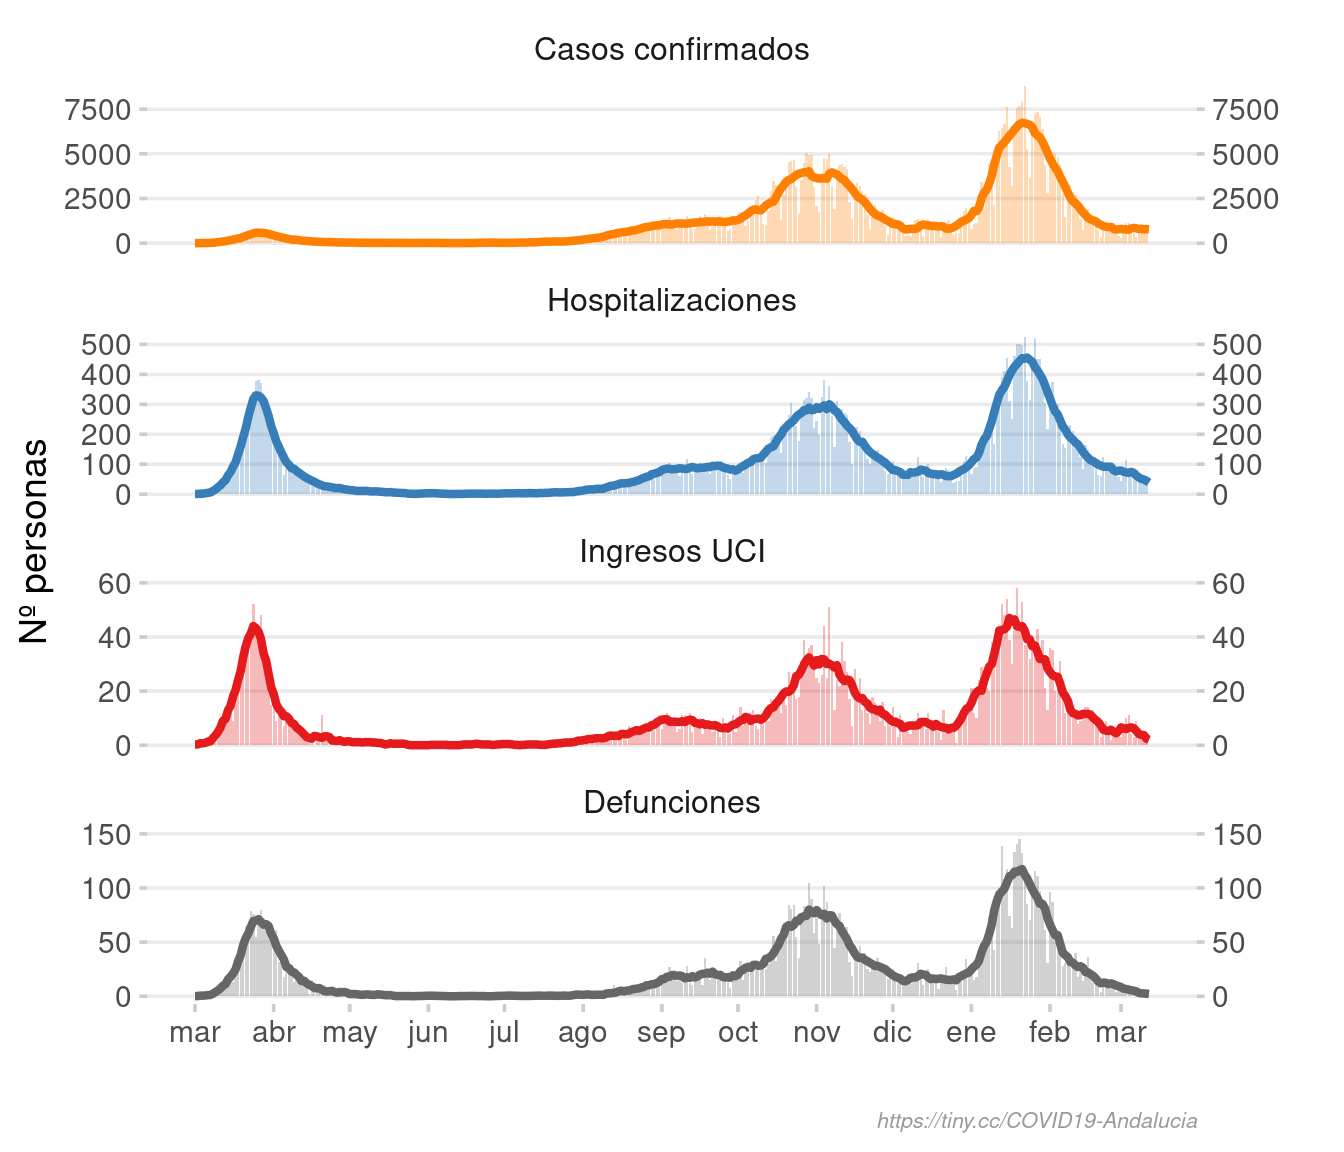 Casos confirmados
7500 7500
5000 5000
2500 2500
0 0
Hospitalizaciones
500 500
400 400
300 300
200 200
100 100
0 0
Nº personas
Ingresos UCI
60 60
40 40
20 20
0 0
Defunciones
150 150
100 100
50 50
0 0
mar abr may jun jul ago sep oct nov dic ene feb mar
https://tiny.cc/COVID19-Andalucia